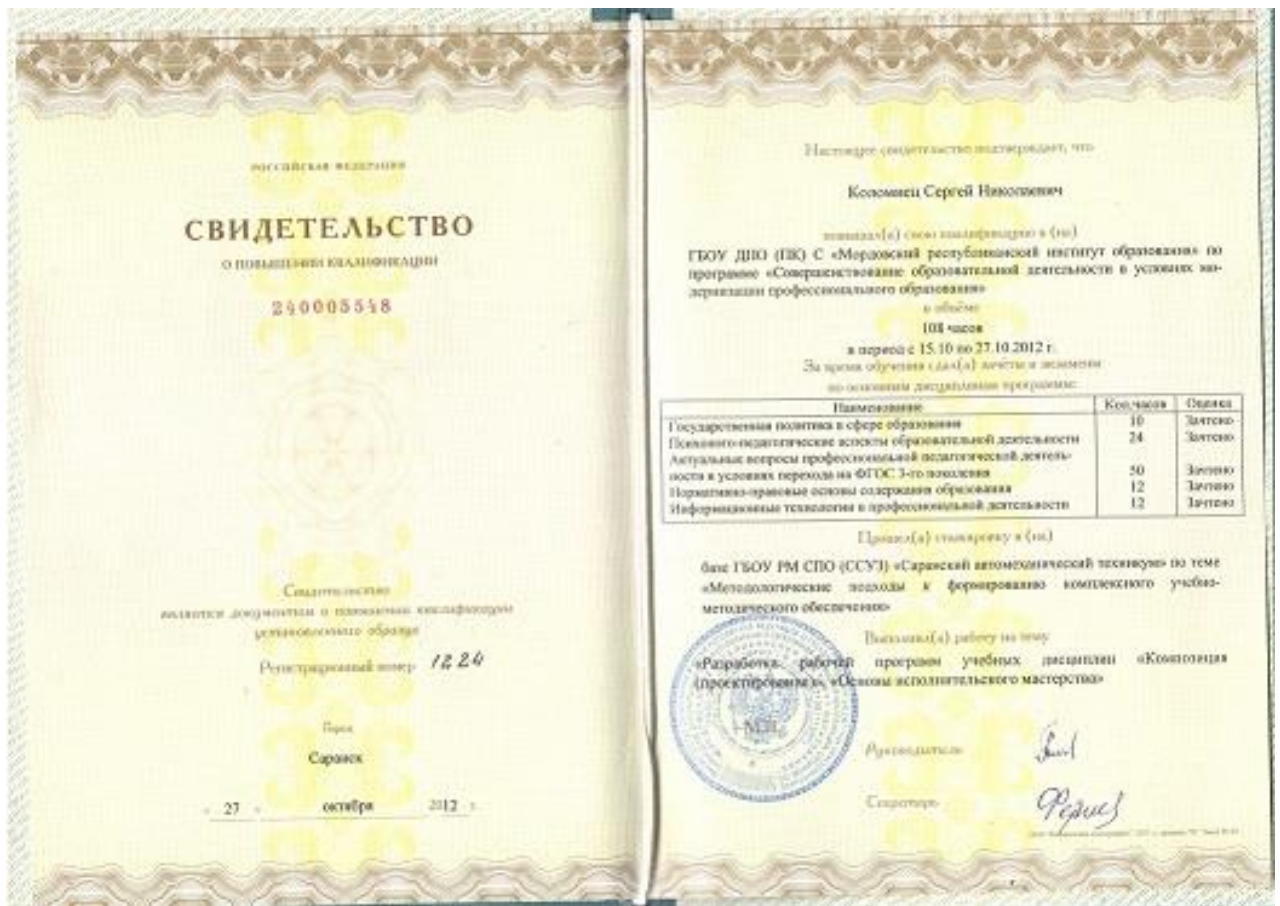 РОССИЙСКАЯ ФЕДЕРАЦИЯ
СВИДЕТЕЛЬСТВО
О ПОВЫШЕНИИ КВАЛИФИКАЦИИ
240005548
Свидетельство
является документом о повышении квалификации
установленного образца
Регистрационный номер 1224
Город
Саранск
« 27 » октября 2012 г.
Настоящее свидетельство подтверждает, что
Коломиец Сергей Николаевич
повысил(а) свою квалификацию в (на)
ГБОУ ДПО (ПК) С «Мордовский республиканский институт образования» по
программе «Совершенствование образовательной деятельности в условиях мо-
дернизации профессионального образования»
в объёме
108 часов
в период с 15.10 по 27.10.2012 г.
За время обучения сдал(а) зачёты и экзамены
по основным дисциплинам программы:
Наименование Кол.часов Оценка
Государственная политика в сфере образования 10 Зачтено
Психолого-педагогические аспекты образовательной деятельности 24 Зачтено
Актуальные вопросы профессиональной педагогической деятель-
ности в условиях перехода на ФГОС 3-го поколения 50 Зачтено
Нормативно-правовые основы содержания образования 12 Зачтено
Информационные технологии в профессиональной деятельности 12 Зачтено
Прошел(а) стажировку в (на)
базе ГБОУ РМ СПО (ССУЗ) «Саранский автомеханический техникум» по теме
«Методологические подходы к формированию комплексного учебно-
методического обеспечения»
Выполнил(а) работу на тему
«Разработка рабочей программ учебных дисциплин «Композиция
(проектирование)», «Основы исполнительского мастерства»
М.П.
Руководитель
Секретарь